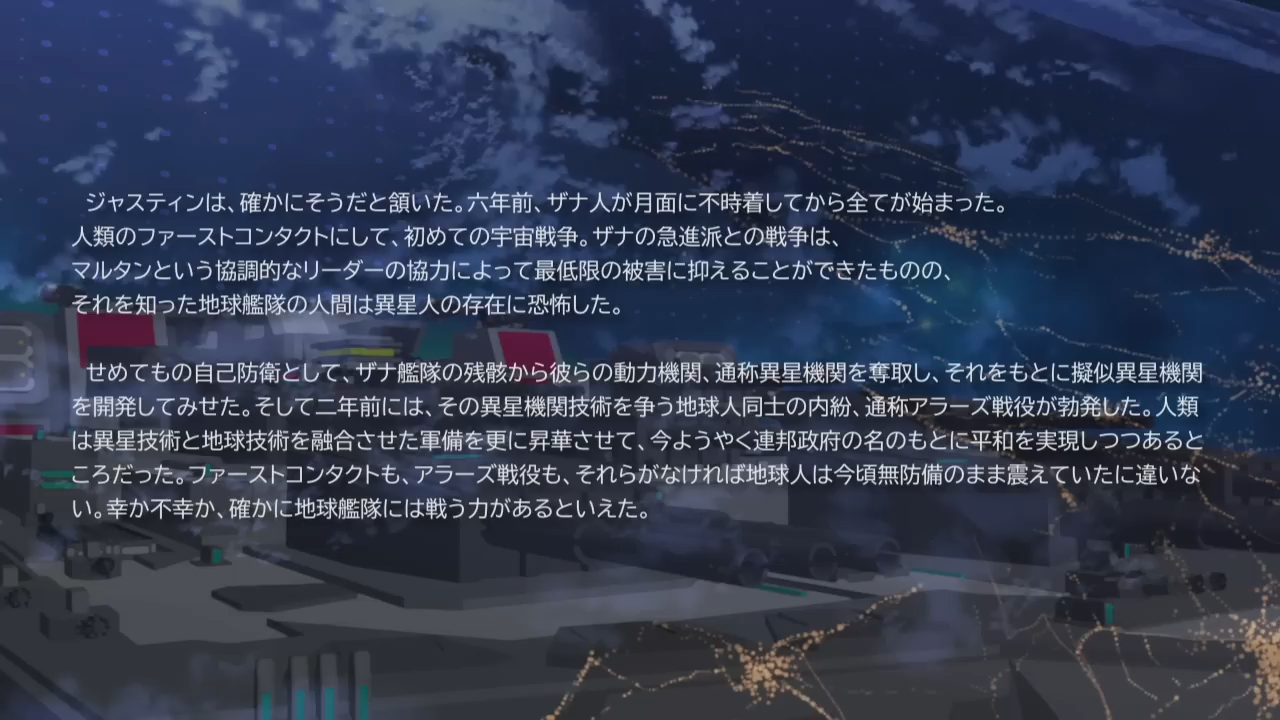 ジャスティンは、確かにそうだと頷いた。六年前、ザナ人が月面に不時着してから全てが始まった。
人類のファーストコンタクトにして、初めての宇宙戦争。ザナの急進派との戦争は、
マルタンという協調的なリーダーの協力によって最低限の被害に抑えることができたものの、
それを知った地球艦隊の人間は異星人の存在に恐怖した。
せめてもの自己防衛として、ザナ艦隊の残骸から彼らの動力機関、通称異星機関を奪取し、それをもとに擬似異星機関
を開発してみせた。そして二年前には、その異星機関技術を争う地球人同士の内紛、通称アラーズ戦役が勃発した。人類
は異星技術と地球技術を融合させた軍備を更に昇華させて、今ようやく連邦政府の名のもとに平和を実現しつつあると
ころだった。ファーストコンタクトも、アラーズ戦役も、それらがなければ地球人は今頃無防備のまま震えていたに違いな
い。幸か不幸か、確かに地球艦隊には戦う力があるといえた。